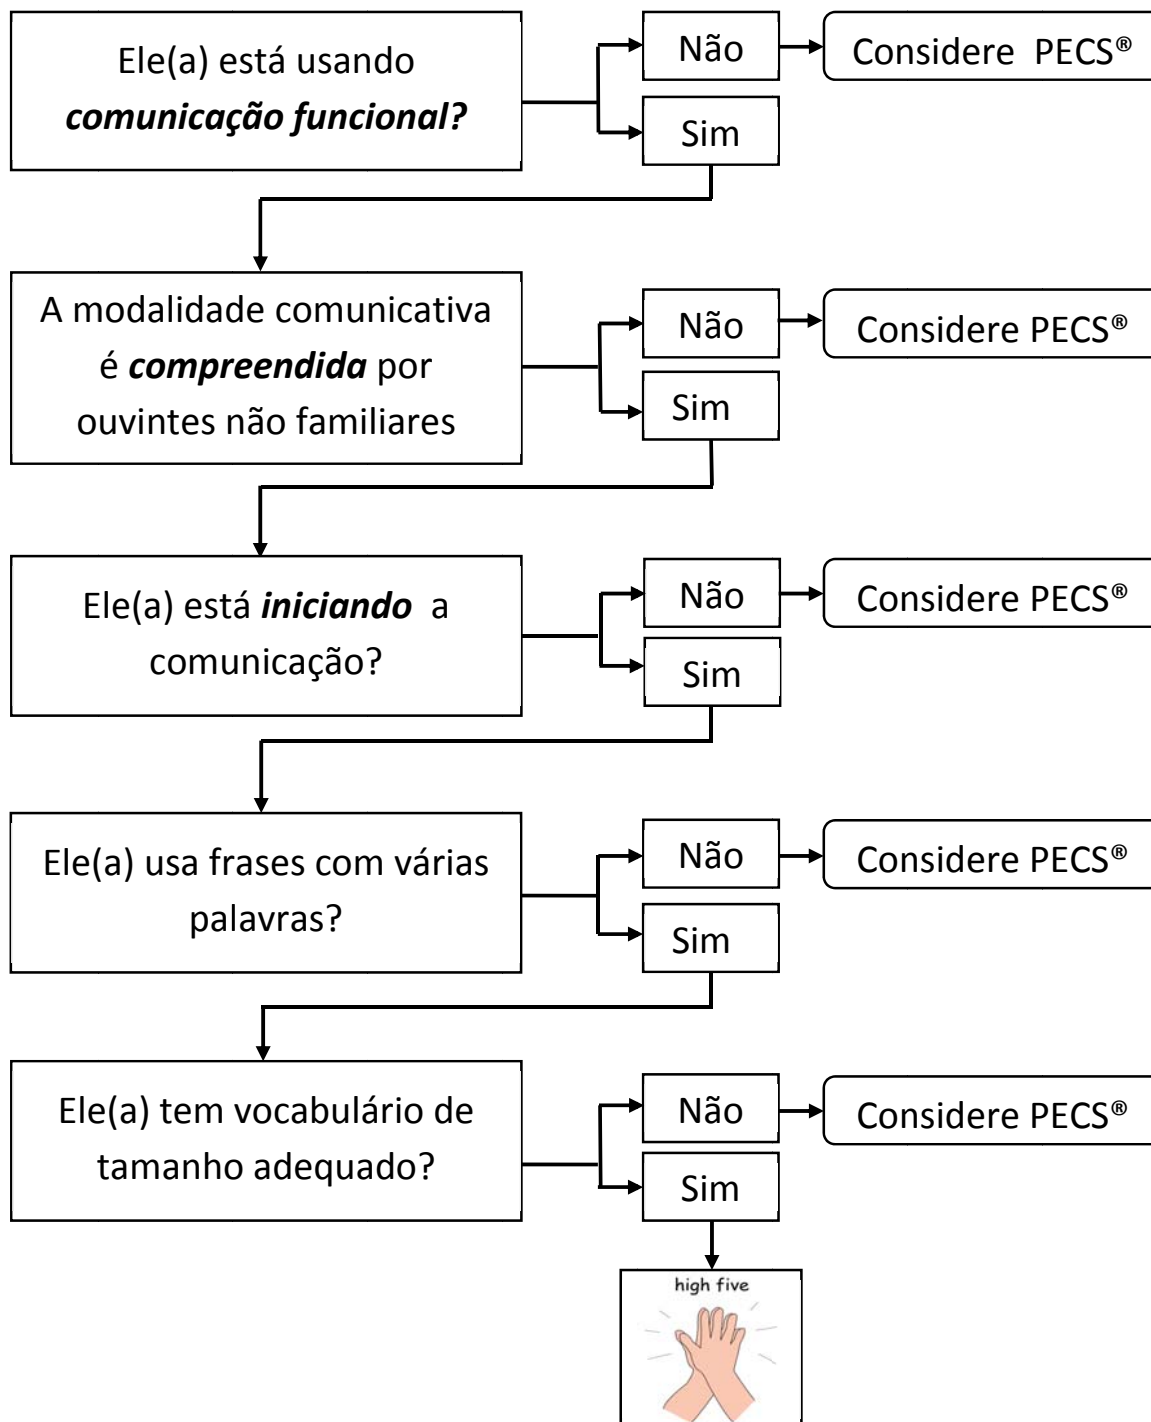 Ele(a) está usando
comunicação funcional?
Não
Considere PECS®
Sim
A modalidade comunicativa
é compreendida por
ouvintes não familiares
Não
Considere PECS®
Sim
Ele(a) está iniciando a
comunicação?
Não
Considere PECS®
Sim
Ele(a) usa frases com várias
palavras?
Não
Considere PECS®
Sim
Ele(a) tem vocabulário de
tamanho adequado?
Não
Considere PECS®
Sim
high five